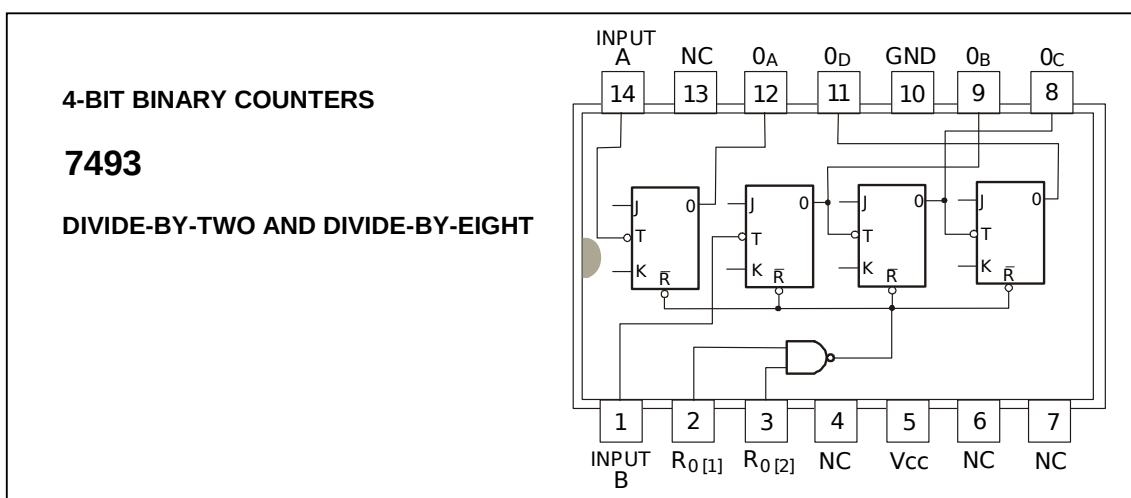 4-BIT BINARY COUNTERS
7493
DIVIDE-BY-TWO AND DIVIDE-BY-EIGHT
INPUT
A NC 0A 0D GND 0B 0C
14 13 12 11 10 9 8
J 0 J 0 J 0 J 0
T T T T
K R̅ K R̅ K R̅ K R̅
1 2 3 4 5 6 7
INPUT R0 [1] R0 [2] NC Vcc NC NC
B